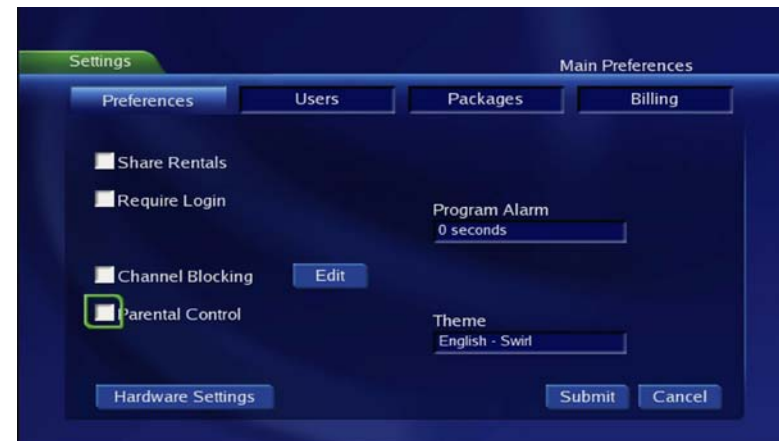 Settings
Main Preferences
Preferences Users Packages Billing
Share Rentals
Require Login
Program Alarm
0 seconds
Channel Blocking Edit
Parental Control
Theme
English - Swirl
Hardware Settings Submit Cancel